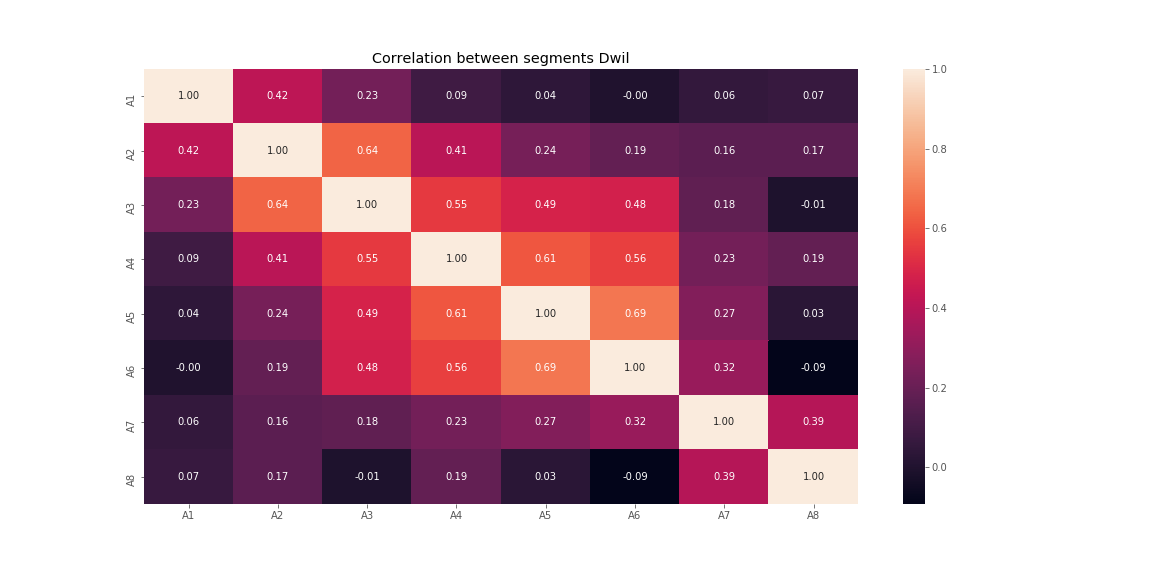 Correlation between segments Dwil
A1 1.00 0.42 0.23 0.09 0.04 -0.00 0.06 0.07
A2 0.42 1.00 0.64 0.41 0.24 0.19 0.16 0.17
A3 0.23 0.64 1.00 0.55 0.49 0.48 0.18 -0.01
A4 0.09 0.41 0.55 1.00 0.61 0.56 0.23 0.19
A5 0.04 0.24 0.49 0.61 1.00 0.69 0.27 0.03
A6 -0.00 0.19 0.48 0.56 0.69 1.00 0.32 -0.09
A7 0.06 0.16 0.18 0.23 0.27 0.32 1.00 0.39
A8 0.07 0.17 -0.01 0.19 0.03 -0.09 0.39 1.00
A1 A2 A3 A4 A5 A6 A7 A8
1.0
0.8
0.6
0.4
0.2
0.0